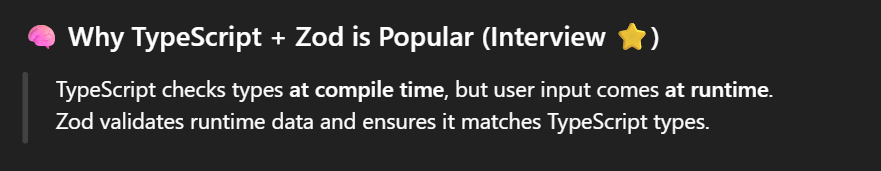 🧠 Why TypeScript + Zod is Popular (Interview ⭐)
TypeScript checks types at compile time, but user input comes at runtime.
Zod validates runtime data and ensures it matches TypeScript types.